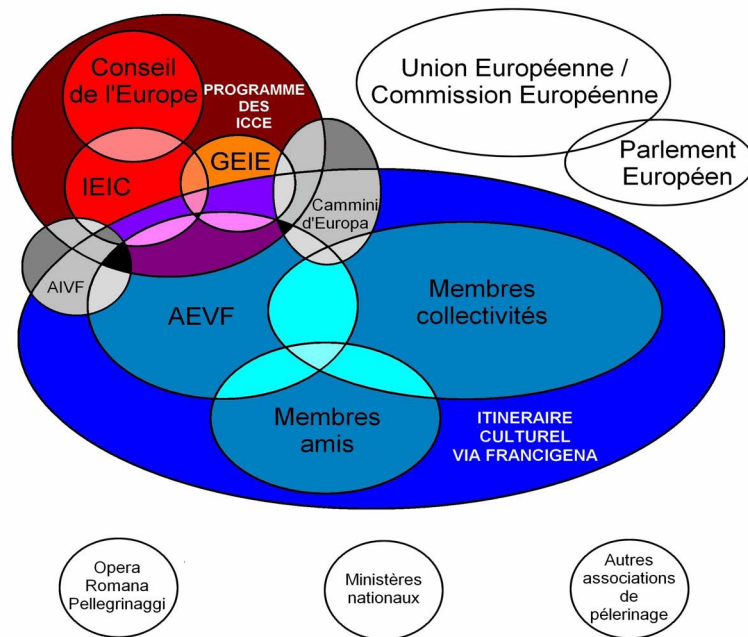 Conseil
de l'Europe
PROGRAMME
DES
ICCE
Union Européenne /
Commission Européenne
Parlement
Européen
IEIC
GEIE
Cammini
d'Europa
AIVF
AEVF
Membres
collectivités
Membres
amis
ITINERAIRE
CULTUREL
VIA FRANCIGENA
Opera
Romana
Pellegrinaggi
Ministères
nationaux
Autres
associations
de
pélerinage